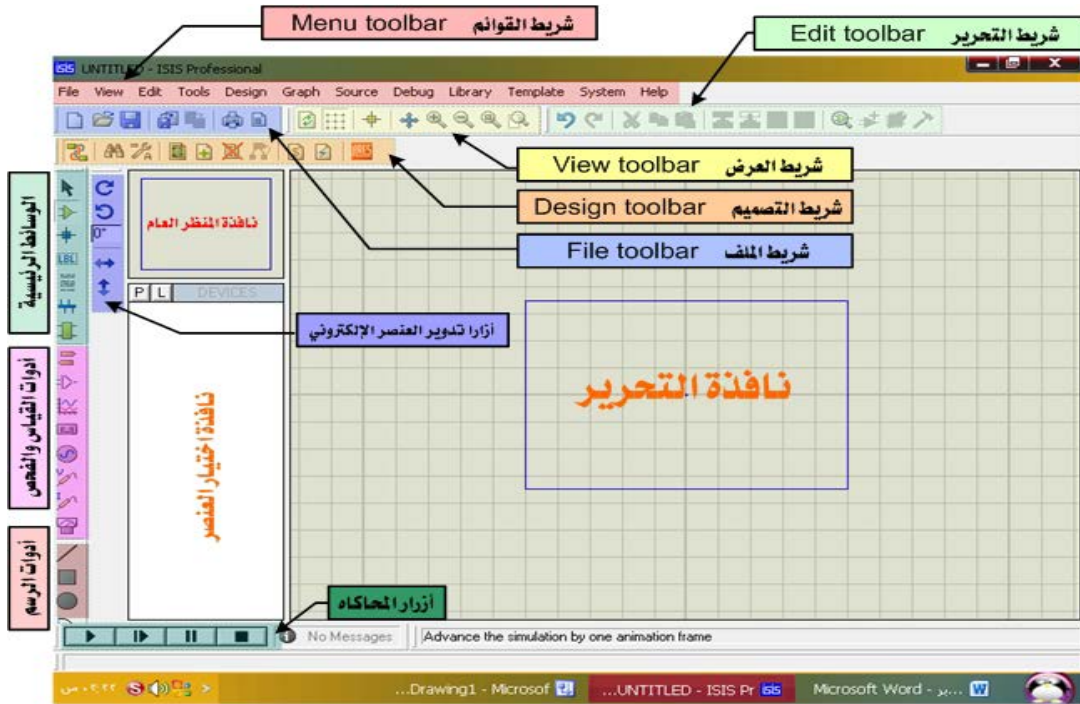 Menu toolbar شريط القوائم
Edit toolbar شريط التحرير
ISIS UNTITLED - ISIS Professional
File View Edit Tools Design Graph Source Debug Library Template System Help
View toolbar شريط العرض
Design toolbar شريط التصميم
File toolbar شريط الملف
الوسائط الرئيسية
0°
LBL
نافذة المنظر العام
P L DEVICES
أزارا تدوير العنصر الإلكتروني
نافذة التحرير
نافذة اختيار العنصر
أدوات القياس والفحص
أدوات الرسم
أزرار المحاكاه
No Messages
Advance the simulation by one animation frame
...Drawing1 - Microsof
...UNTITLED - ISIS Pr
Microsoft Word - ير...